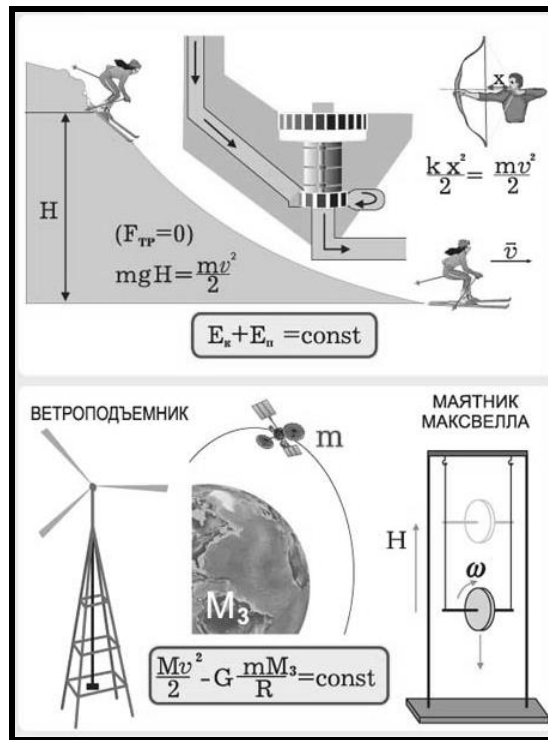 x
kx²/2 = mv²/2
H
(Fтр=0)
mgH = mv²/2
v̄
Eк+Eп =const
ВЕТРОПОДЪЕМНИК
m
МАЯТНИК
МАКСВЕЛЛА
H
ω
M₃
Mv²/2 - G mM₃/R =const